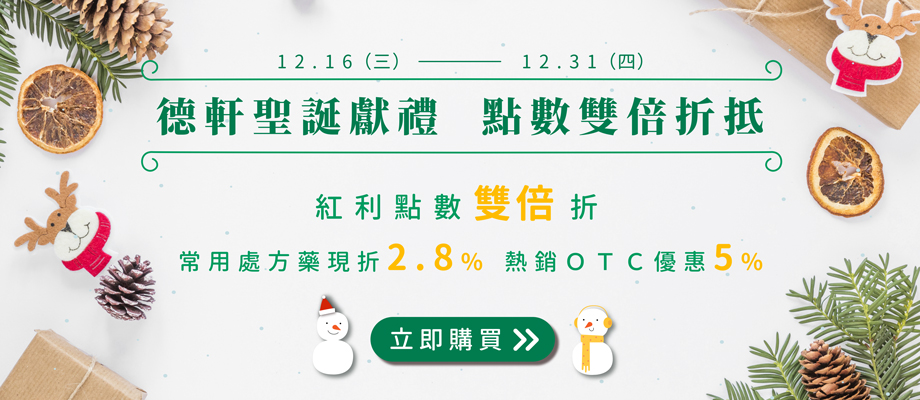 12.16（三） —— 12.31（四）
德軒聖誕獻禮 點數雙倍折抵
紅利點數雙倍折
常用處方藥現折2.8% 熱銷OTC優惠5%
立即購買